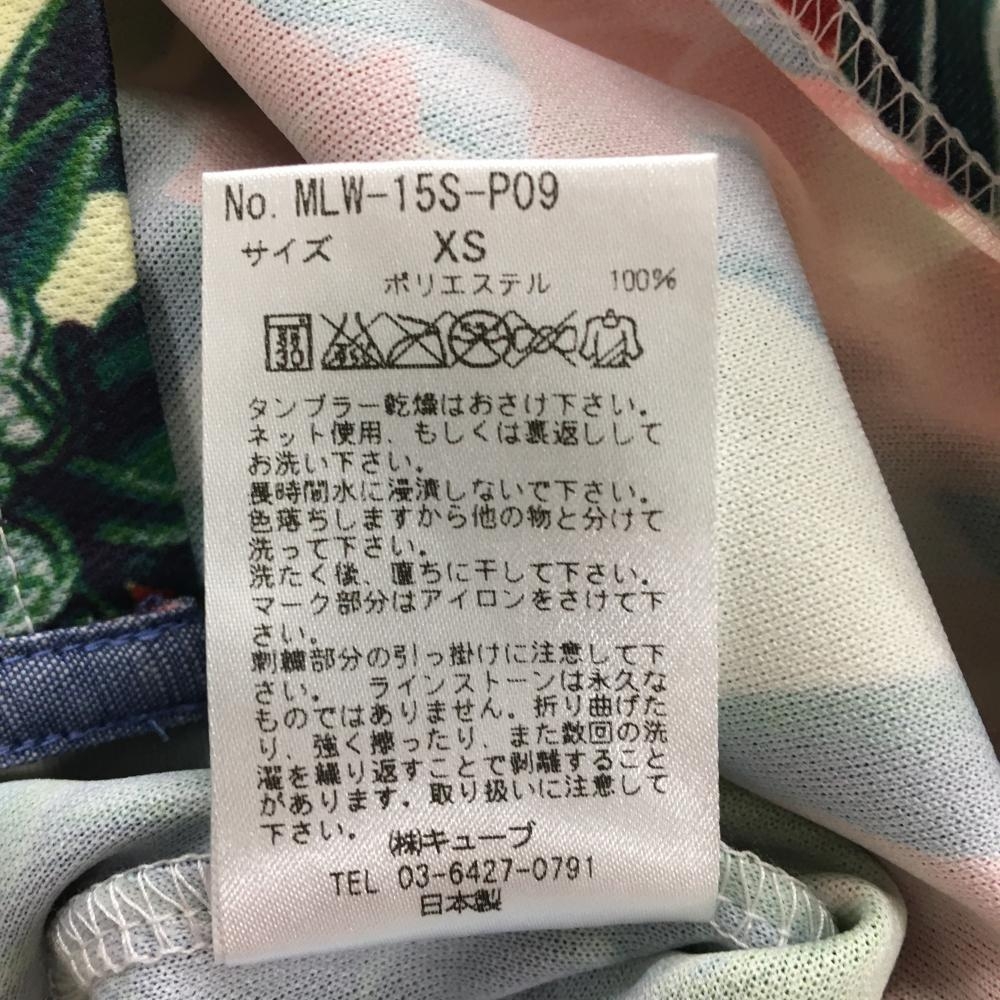 No. MLW-15S-P09
サイズ XS
ポリエステル 100%
タンブラー乾燥はおさけ下さい。
ネット使用、もしくは裏返しして
お洗い下さい。
長時間水に浸漬しないで下さい。
色落ちしますから他の物と分けて
洗って下さい。
洗たく後、直ちに干して下さい。
マーク部分はアイロンをさけて下
さい。
刺繍部分の引っ掛けに注意して下
さい。 ラインストーンは永久な
ものではありません。折り曲げた
り、強く擦ったり、また数回の洗
濯を繰り返すことで剥離すること
があります。取り扱いに注意して
下さい。
㈱キューブ
TEL 03-6427-0791
日本製